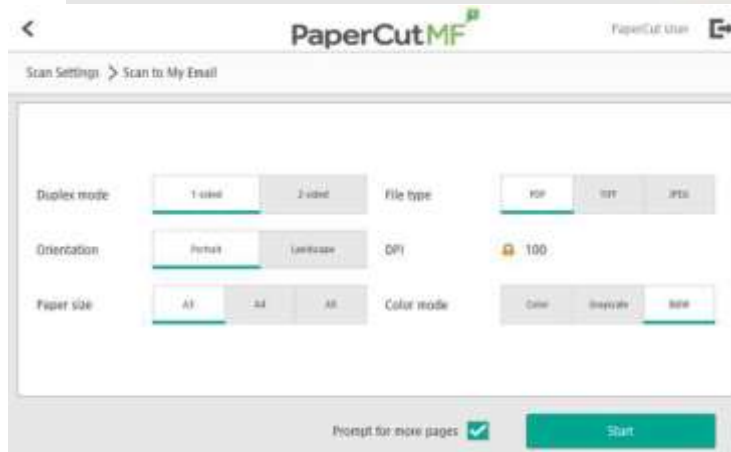 PaperCut MF
PaperCut User
Scan Settings > Scan to My Email
Duplex mode 1-sided 2-sided File type PDF TIFF JPEG
Orientation Portrait Landscape DPI 100
Paper size A3 A4 A5 Color mode Color Grayscale B&W
Prompt for more pages Start